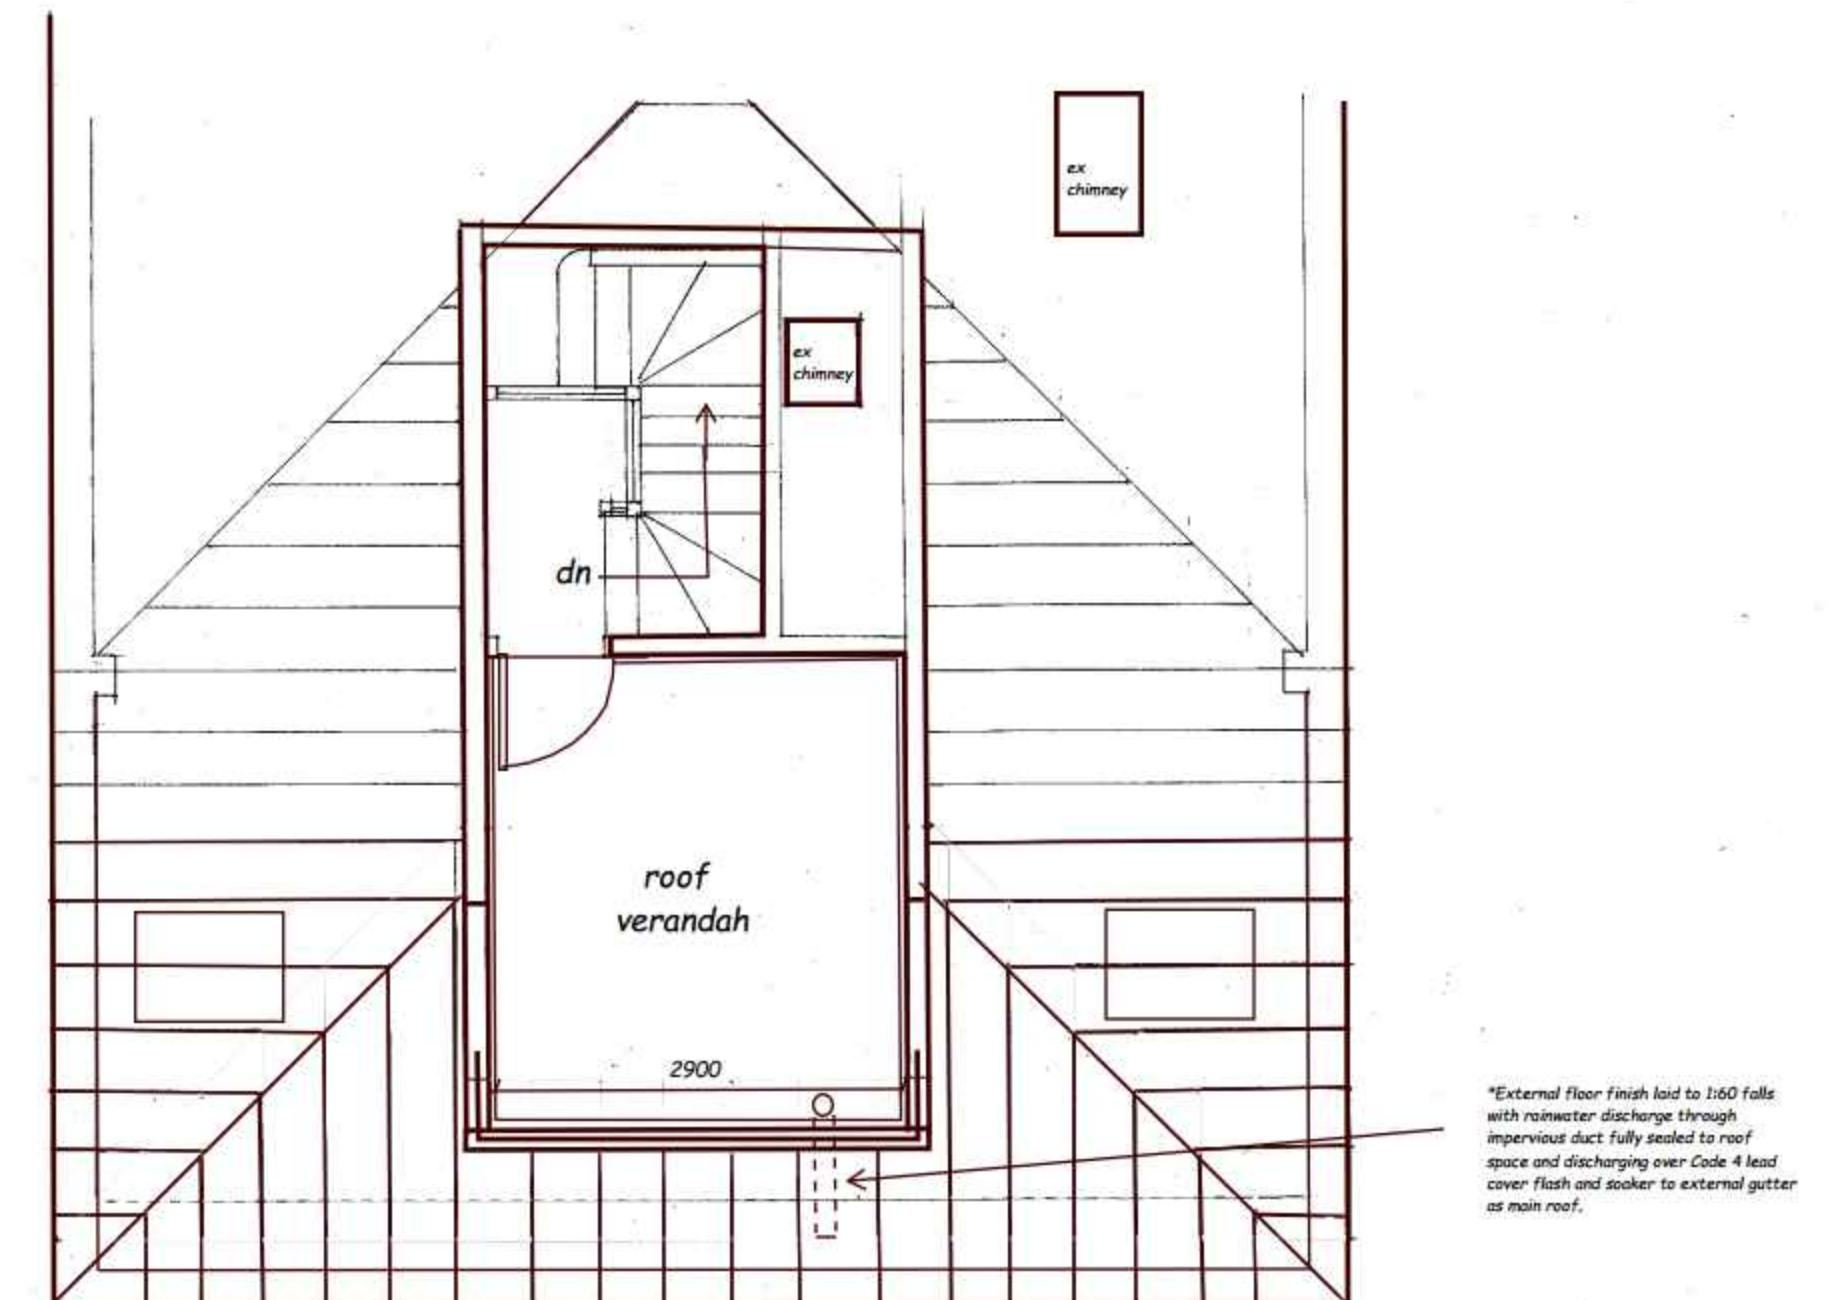 ex
chimney
ex
chimney
dn
roof
verandah
2900
*External floor finish laid to 1:60 falls
with rainwater discharge through
impervious duct fully sealed to roof
space and discharging over Code 4 lead
cover flash and soaker to external gutter
as main roof.